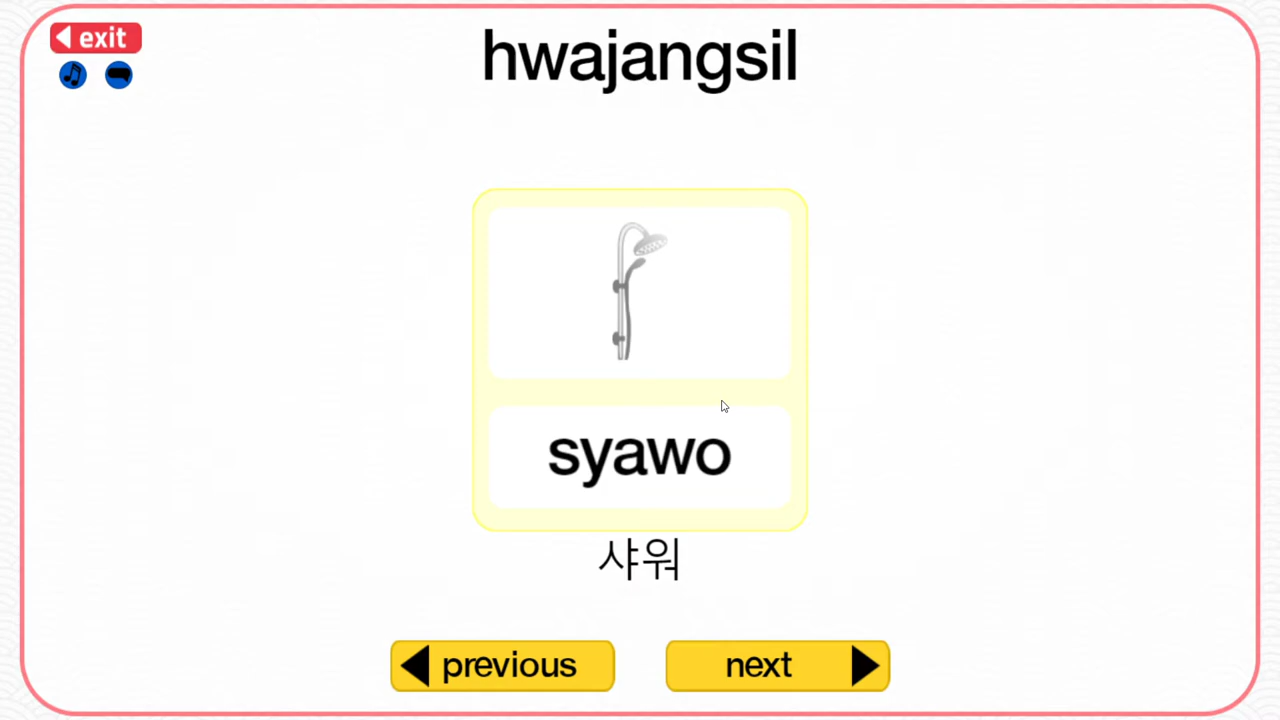 exit
hwajangsil
syawo
샤워
previous
next